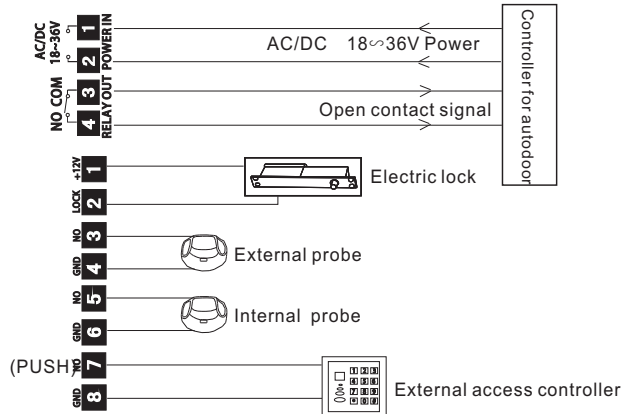 AC/DC
18~36V
1
2
POWER IN
AC/DC 18∽36V Power
NO COM
3
4
RELAY OUT
Open contact signal
Controller for autodoor
+12V
1
LOCK
2
Electric lock
NO
3
GND
4
External probe
NO
5
GND
6
Internal probe
(PUSH)
NO
7
GND
8
External access controller